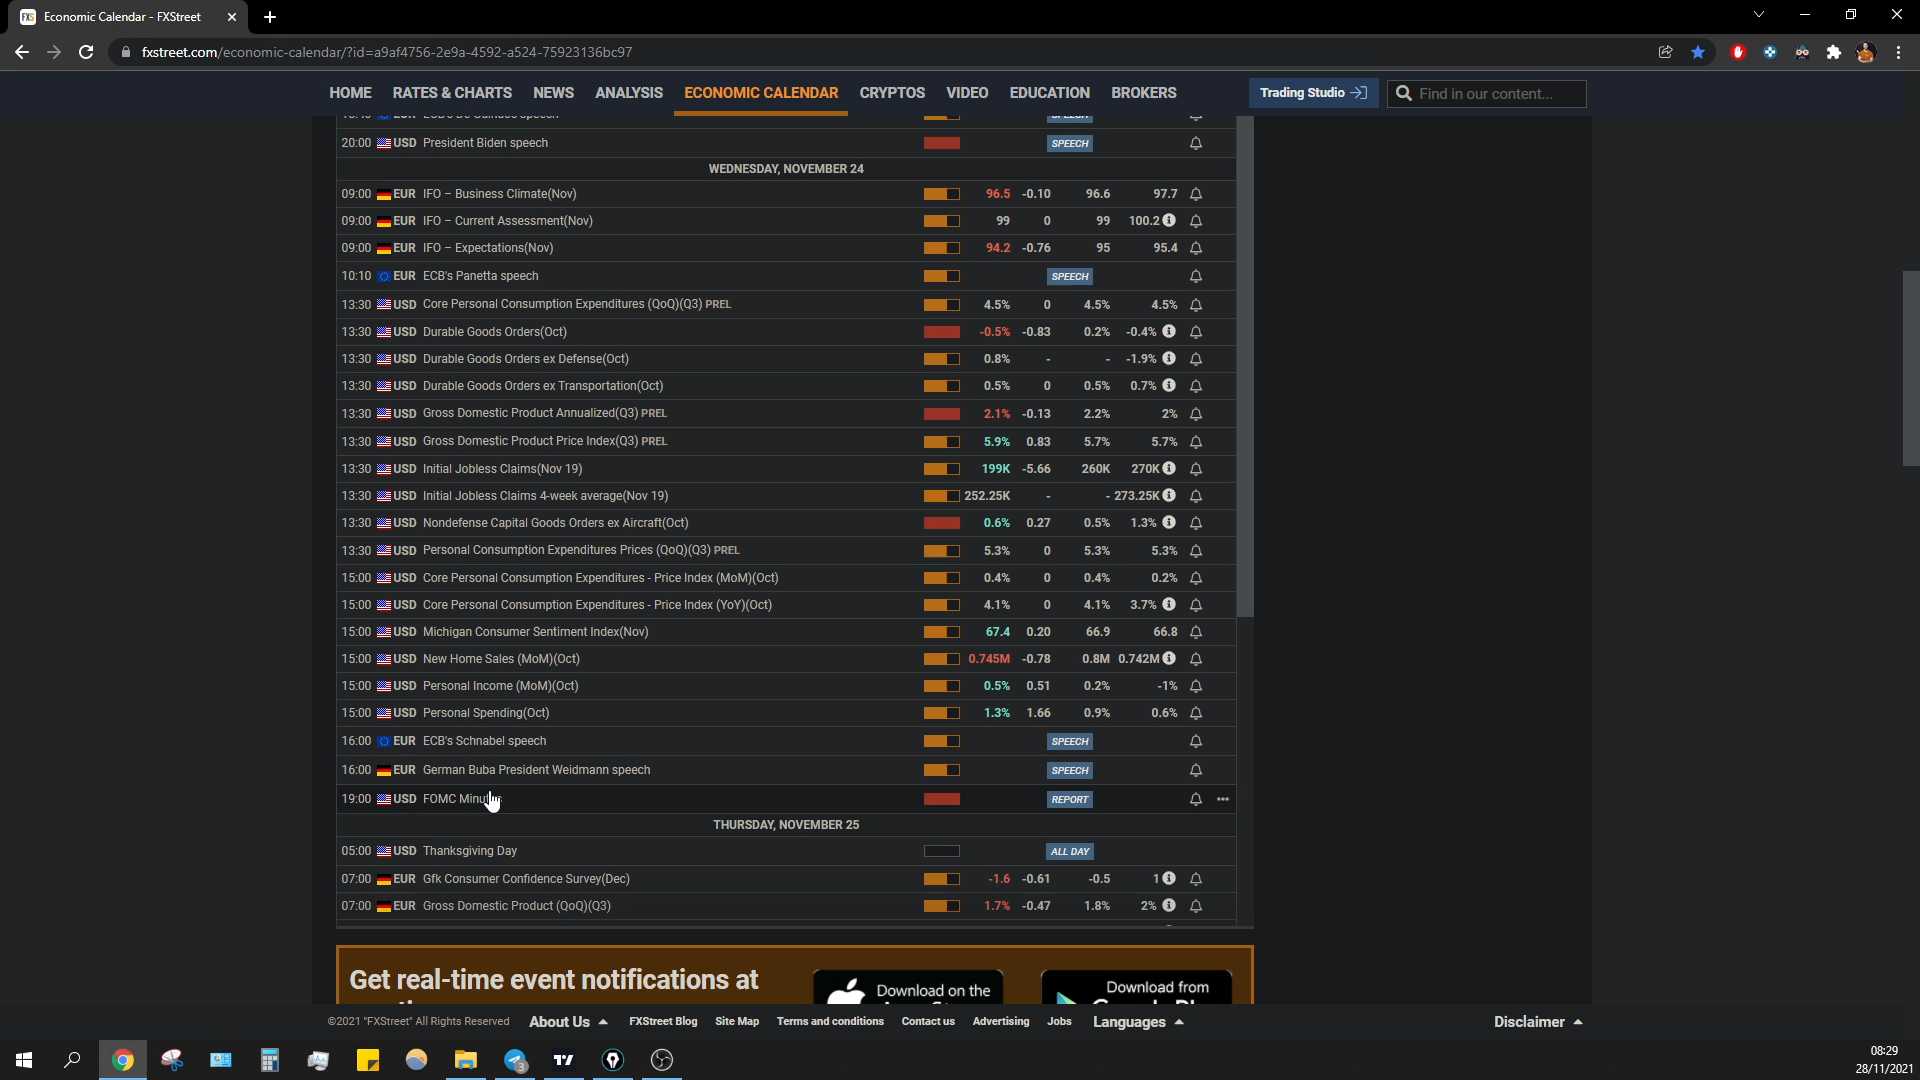 Economic Calendar - FXStreet
fxstreet.com/economic-calendar/?id=a9af4756-2e9a-4592-a524-75923136bc97
HOME RATES & CHARTS NEWS ANALYSIS ECONOMIC CALENDAR CRYPTOS VIDEO EDUCATION BROKERS Trading Studio Find in our content...
20:00 USD President Biden speech SPEECH
WEDNESDAY, NOVEMBER 24
09:00 EUR IFO – Business Climate(Nov) 96.5 -0.10 96.6 97.7
09:00 EUR IFO – Current Assessment(Nov) 99 0 99 100.2
09:00 EUR IFO – Expectations(Nov) 94.2 -0.76 95 95.4
10:10 EUR ECB's Panetta speech SPEECH
13:30 USD Core Personal Consumption Expenditures (QoQ)(Q3) PREL 4.5% 0 4.5% 4.5%
13:30 USD Durable Goods Orders(Oct) -0.5% -0.83 0.2% -0.4%
13:30 USD Durable Goods Orders ex Defense(Oct) 0.8% - - -1.9%
13:30 USD Durable Goods Orders ex Transportation(Oct) 0.5% 0 0.5% 0.7%
13:30 USD Gross Domestic Product Annualized(Q3) PREL 2.1% -0.13 2.2% 2%
13:30 USD Gross Domestic Product Price Index(Q3) PREL 5.9% 0.83 5.7% 5.7%
13:30 USD Initial Jobless Claims(Nov 19) 199K -5.66 260K 270K
13:30 USD Initial Jobless Claims 4-week average(Nov 19) 252.25K - - 273.25K
13:30 USD Nondefense Capital Goods Orders ex Aircraft(Oct) 0.6% 0.27 0.5% 1.3%
13:30 USD Personal Consumption Expenditures Prices (QoQ)(Q3) PREL 5.3% 0 5.3% 5.3%
15:00 USD Core Personal Consumption Expenditures - Price Index (MoM)(Oct) 0.4% 0 0.4% 0.2%
15:00 USD Core Personal Consumption Expenditures - Price Index (YoY)(Oct) 4.1% 0 4.1% 3.7%
15:00 USD Michigan Consumer Sentiment Index(Nov) 67.4 0.20 66.9 66.8
15:00 USD New Home Sales (MoM)(Oct) 0.745M -0.78 0.8M 0.742M
15:00 USD Personal Income (MoM)(Oct) 0.5% 0.51 0.2% -1%
15:00 USD Personal Spending(Oct) 1.3% 1.66 0.9% 0.6%
16:00 EUR ECB's Schnabel speech SPEECH
16:00 EUR German Buba President Weidmann speech SPEECH
19:00 USD FOMC REPORT
THURSDAY, NOVEMBER 25
05:00 USD Thanksgiving Day ALL DAY
07:00 EUR Gfk Consumer Confidence Survey(Dec) -1.6 -0.61 -0.5 1
07:00 EUR Gross Domestic Product (QoQ)(Q3) 1.7% -0.47 1.8% 2%
Get real-time event notifications at
Download on the
Download from
©2021 "FXStreet" All Rights Reserved About Us FXStreet Blog Site Map Terms and conditions Cantact us Advertising Jobs Languages Disclaimer
3
08:29
28/11/2021